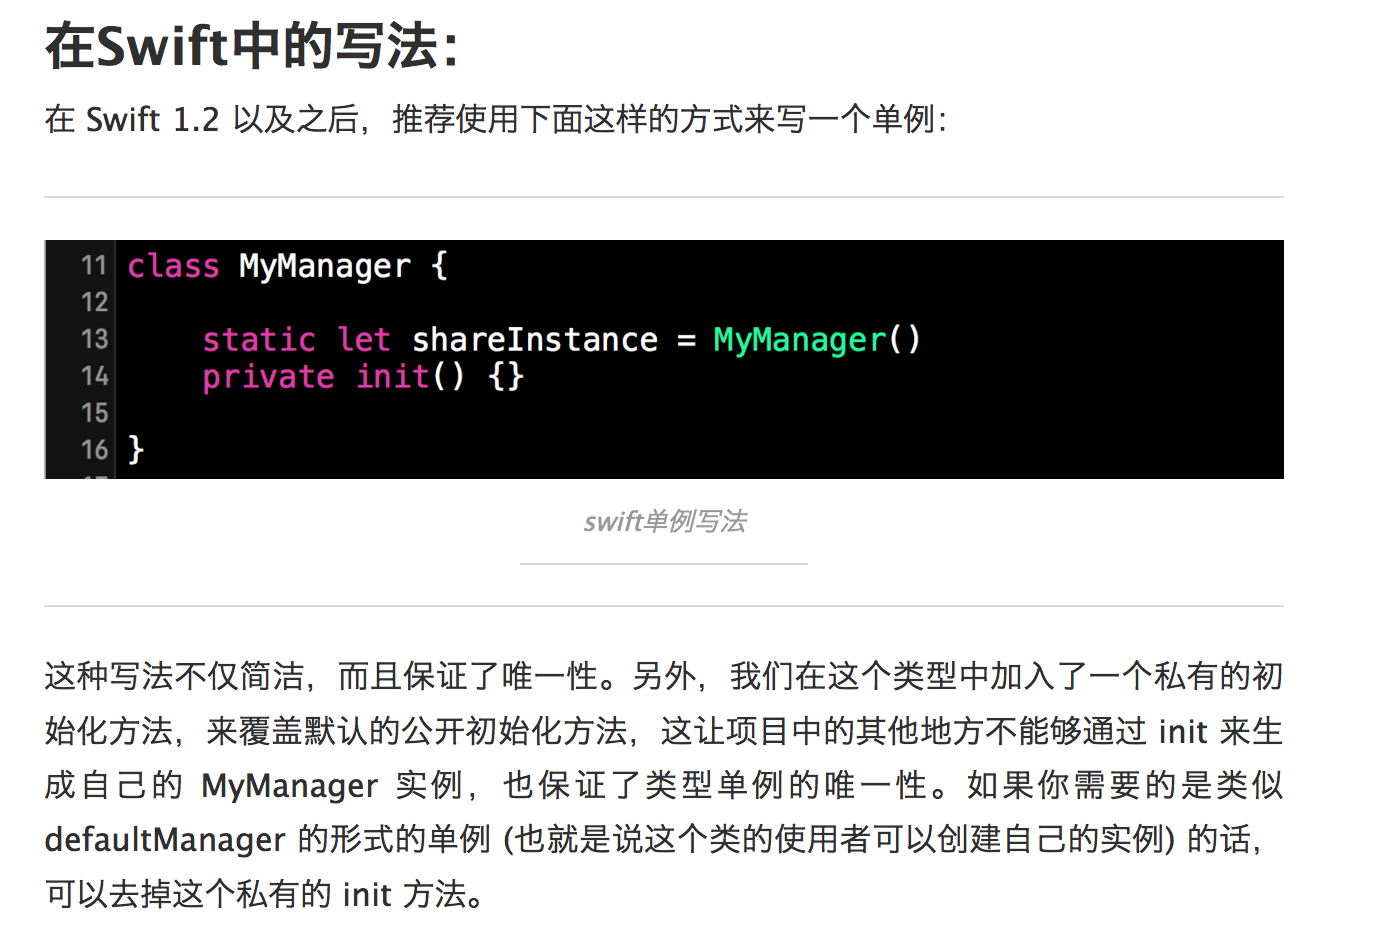 在Swift中的写法：
在 Swift 1.2 以及之后，推荐使用下面这样的方式来写一个单例：
11 class MyManager {
12
13     static let shareInstance = MyManager()
14     private init() {}
15
16 }
swift单例写法
这种写法不仅简洁，而且保证了唯一性。另外，我们在这个类型中加入了一个私有的初
始化方法，来覆盖默认的公开初始化方法，这让项目中的其他地方不能够通过 init 来生
成自己的 MyManager 实例，也保证了类型单例的唯一性。如果你需要的是类似
defaultManager 的形式的单例 (也就是说这个类的使用者可以创建自己的实例) 的话，
可以去掉这个私有的 init 方法。